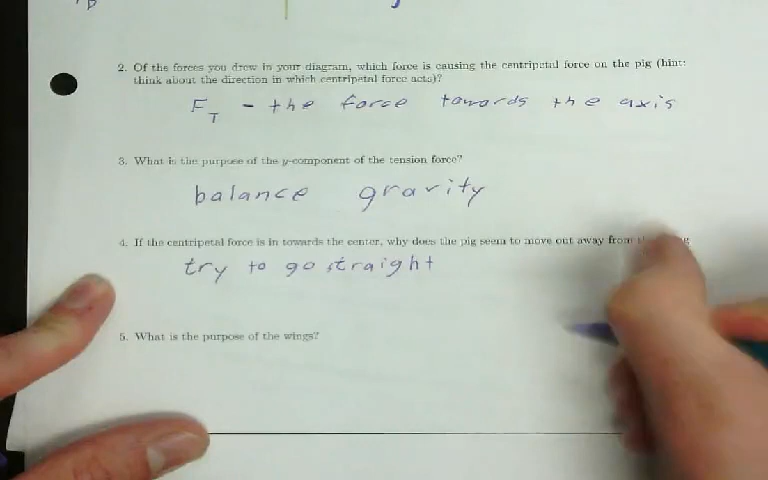 2. Of the forces you drew in your diagram, which force is causing the centripetal force on the pig (hint:
think about the direction in which centripetal force acts)?
F_T - the force towards the axis
3. What is the purpose of the y-component of the tension force?
balance gravity
4. If the centripetal force is in towards the center, why does the pig seem to move out away from
try to go straight
5. What is the purpose of the wings?